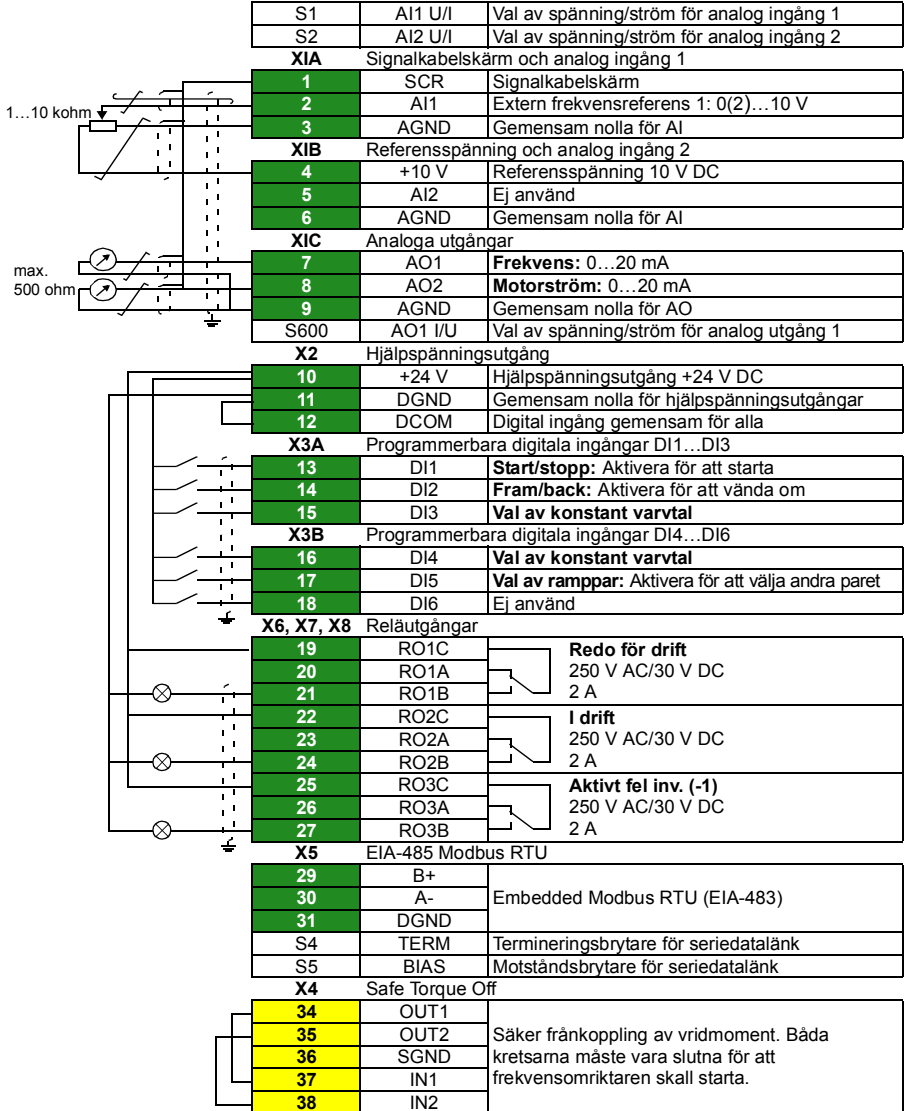 S1 AI1 U/I Val av spänning/ström för analog ingång 1
S2 AI2 U/I Val av spänning/ström för analog ingång 2
XIA Signalkabelskärm och analog ingång 1
1 SCR Signalkabelskärm
1…10 kohm
2 AI1 Extern frekvensreferens 1: 0(2)…10 V
3 AGND Gemensam nolla för AI
XIB Referensspänning och analog ingång 2
4 +10 V Referensspänning 10 V DC
5 AI2 Ej använd
6 AGND Gemensam nolla för AI
XIC Analoga utgångar
7 AO1 Frekvens: 0…20 mA
max.
500 ohm
8 AO2 Motorström: 0…20 mA
9 AGND Gemensam nolla för AO
S600 AO1 I/U Val av spänning/ström för analog utgång 1
X2 Hjälpspänningsutgång
10 +24 V Hjälpspänningsutgång +24 V DC
11 DGND Gemensam nolla för hjälpspänningsutgångar
12 DCOM Digital ingång gemensam för alla
X3A Programmerbara digitala ingångar DI1…DI3
13 DI1 Start/stopp: Aktivera för att starta
14 DI2 Fram/back: Aktivera för att vända om
15 DI3 Val av konstant varvtal
X3B Programmerbara digitala ingångar DI4…DI6
16 DI4 Val av konstant varvtal
17 DI5 Val av ramppar: Aktivera för att välja andra paret
18 DI6 Ej använd
X6, X7, X8 Reläutgångar
19 RO1C Redo för drift
20 RO1A 250 V AC/30 V DC
21 RO1B 2 A
22 RO2C I drift
23 RO2A 250 V AC/30 V DC
24 RO2B 2 A
25 RO3C Aktivt fel inv. (-1)
26 RO3A 250 V AC/30 V DC
27 RO3B 2 A
X5 EIA-485 Modbus RTU
29 B+
30 A- Embedded Modbus RTU (EIA-483)
31 DGND
S4 TERM Termineringsbrytare för seriedatalänk
S5 BIAS Motståndsbrytare för seriedatalänk
X4 Safe Torque Off
34 OUT1
35 OUT2 Säker frånkoppling av vridmoment. Båda
36 SGND kretsarna måste vara slutna för att
37 IN1 frekvensomriktaren skall starta.
38 IN2